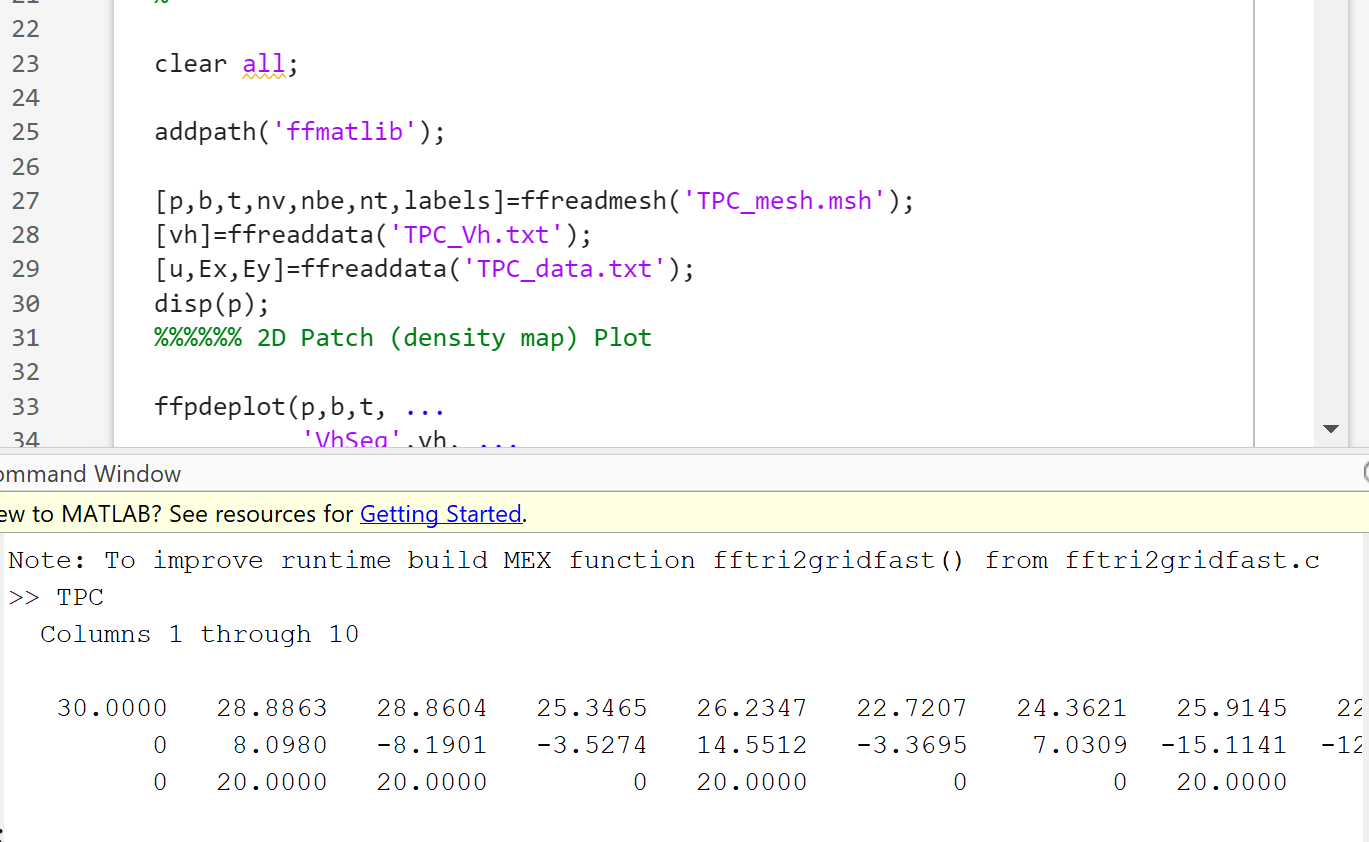 22
23 clear all;
24
25 addpath('ffmatlib');
26
27 [p,b,t,nv,nbe,nt,labels]=ffreadmesh('TPC_mesh.msh');
28 [vh]=ffreaddata('TPC_Vh.txt');
29 [u,Ex,Ey]=ffreaddata('TPC_data.txt');
30 disp(p);
31 %%%%%% 2D Patch (density map) Plot
32
33 ffpdeplot(p,b,t, ...
34 'VhSeq',vh, ...
ommand Window
ew to MATLAB? See resources for Getting Started.
Note: To improve runtime build MEX function fftri2gridfast() from fftri2gridfast.c
>> TPC
Columns 1 through 10
30.0000 28.8863 28.8604 25.3465 26.2347 22.7207 24.3621 25.9145 22
0 8.0980 -8.1901 -3.5274 14.5512 -3.3695 7.0309 -15.1141 -12
0 20.0000 20.0000 0 20.0000 0 0 20.0000